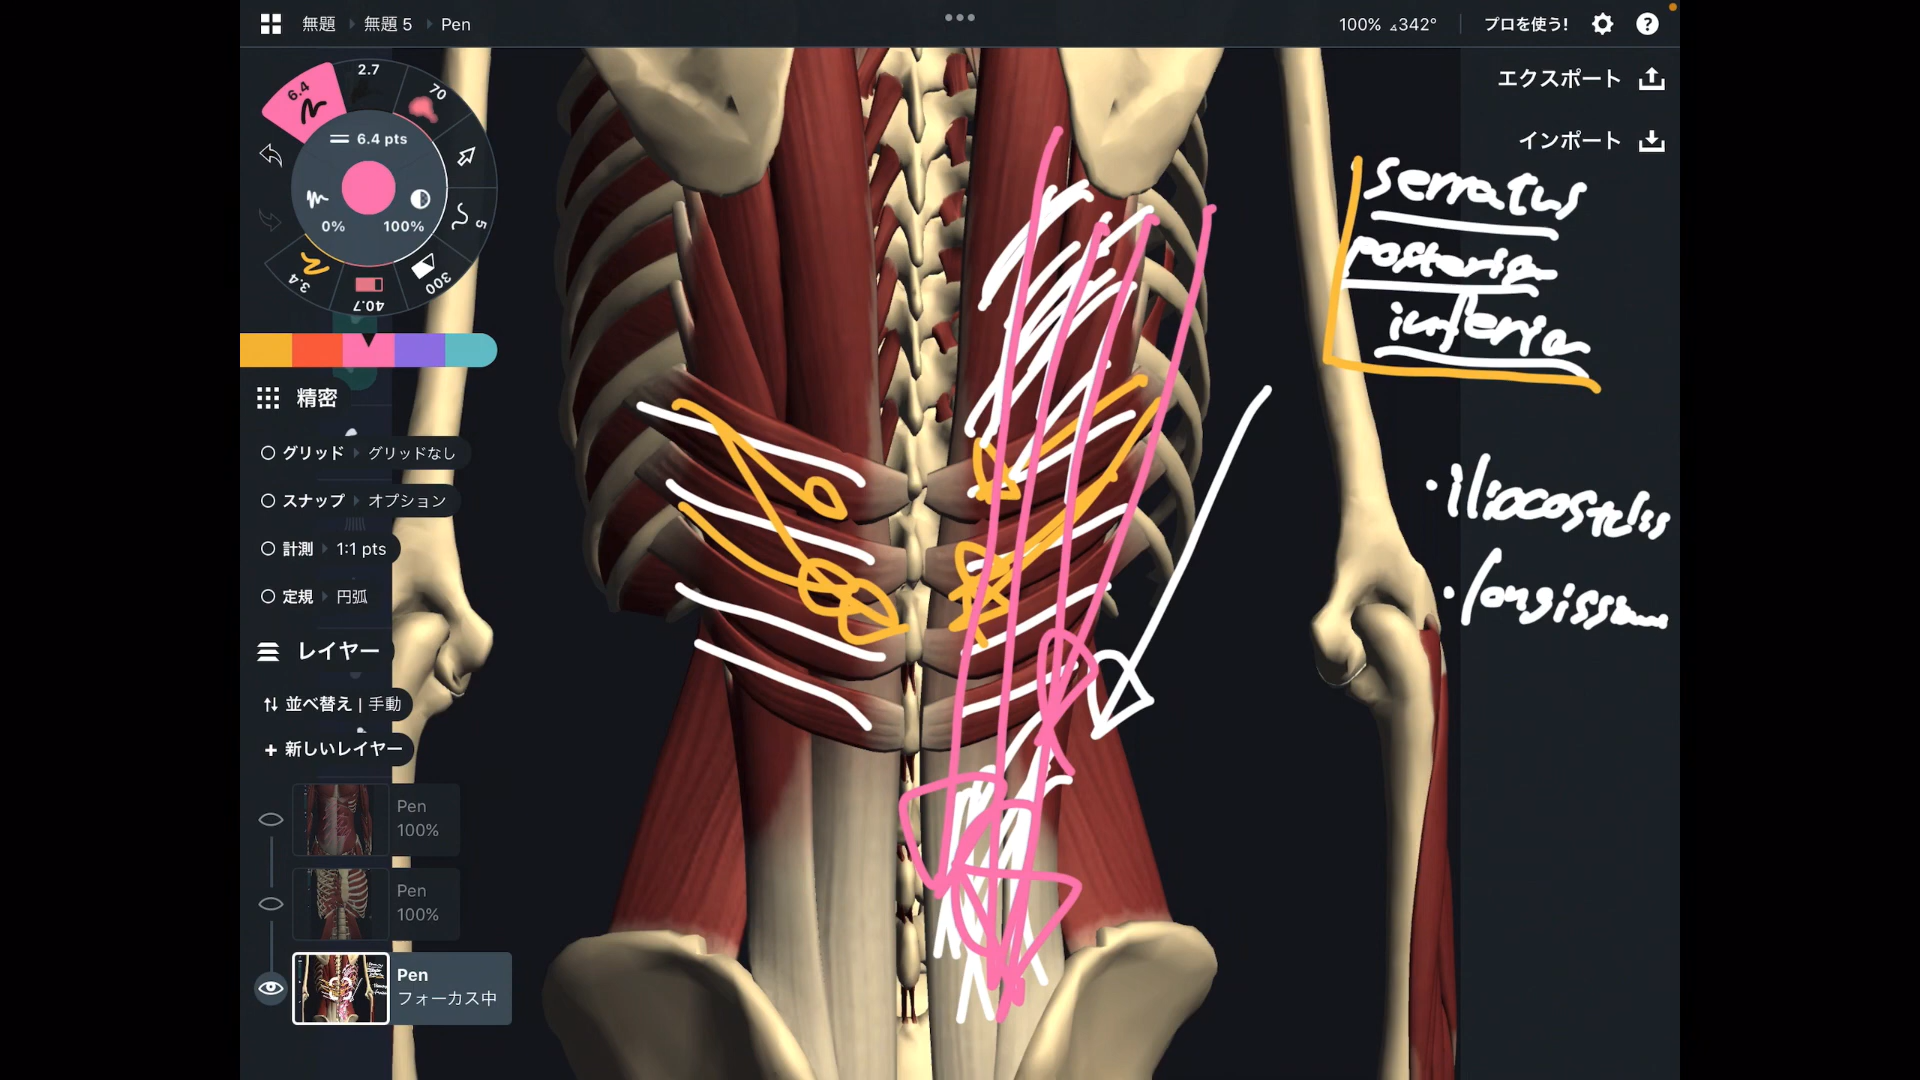 無題 無題 5 Pen
100% ⊿342° プロを使う!
エクスポート
インポート
2.7
6.4
70
6.4 pts
0% 100%
5
300
40.7
3.4
精密
グリッド グリッドなし
スナップ オプション
計測 1:1 pts
定規 円弧
レイヤー
並べ替え | 手動
+ 新しいレイヤー
Pen
100%
Pen
100%
Pen
フォーカス中
serratus
posterior
inferior
・iliocostalis
・longissimus